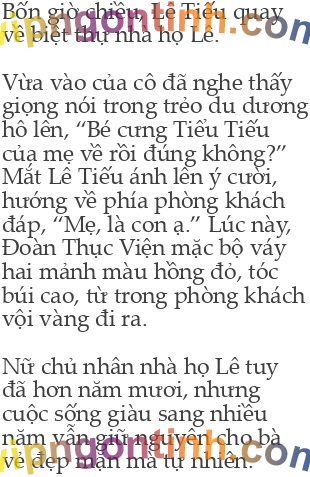 Bốn giờ chiều, Lê Tiếu quay
về biệt thự nhà họ Lê.
Vừa vào của cô đã nghe thấy
giọng nói trong trẻo du dương
hô lên, “Bé cưng Tiểu Tiếu
của mẹ về rồi đúng không?”
Mắt Lê Tiếu ánh lên ý cười,
hướng về phía phòng khách
đáp, “Mẹ, là con ạ.” Lúc này,
Đoàn Thục Viện mặc bộ váy
hai mảnh màu hồng đỏ, tóc
búi cao, từ trong phòng khách
vội vàng đi ra.
Nữ chủ nhân nhà họ Lê tuy
đã hơn năm mươi, nhưng
cuộc sống giàu sang nhiều
năm vẫn giữ nguyên cho bà
vẻ đẹp mặn mà tự nhiên.
vipngontinh.com
vipngontinh.com